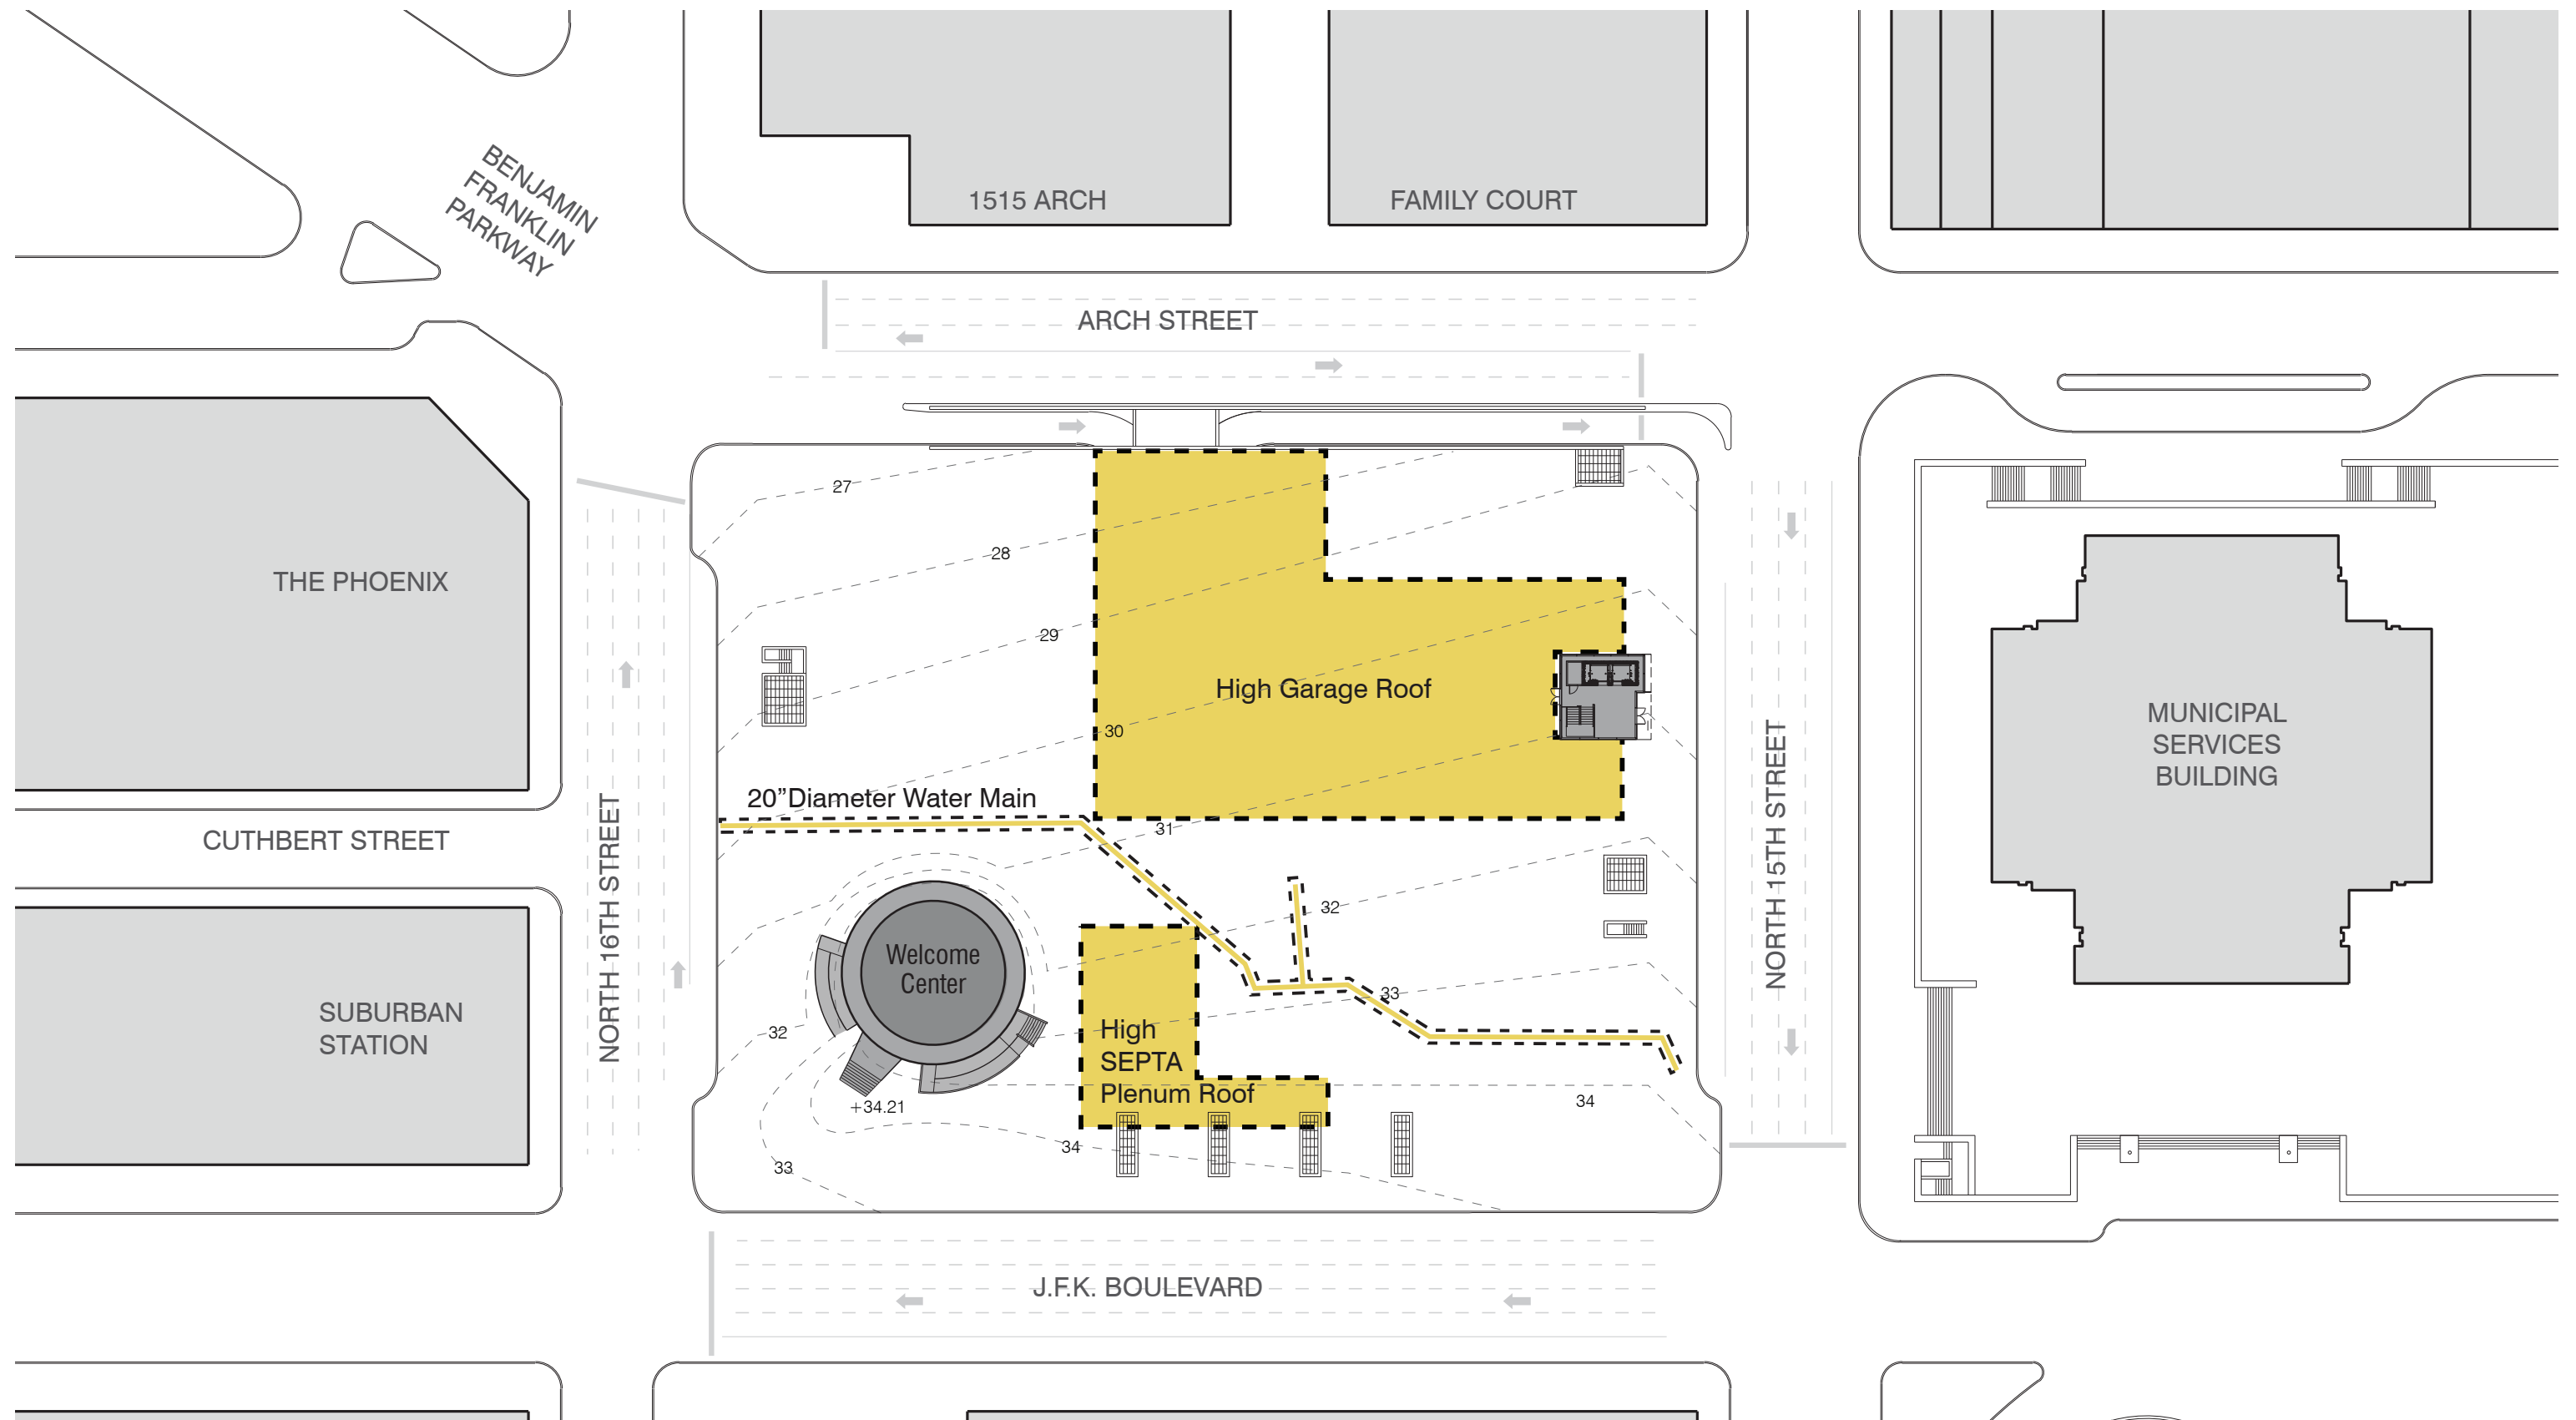 BENJAMIN
FRANKLIN
PARKWAY
1515 ARCH
FAMILY COURT
ARCH STREET
27
28
THE PHOENIX
29
High Garage Roof
30
MUNICIPAL
SERVICES
BUILDING
20”Diameter Water Main
31
CUTHBERT STREET
NORTH 16TH STREET
NORTH 15TH STREET
32
Welcome
Center
33
SUBURBAN
STATION
32
High
SEPTA
Plenum Roof
+34.21
34
34
33
J.F.K. BOULEVARD